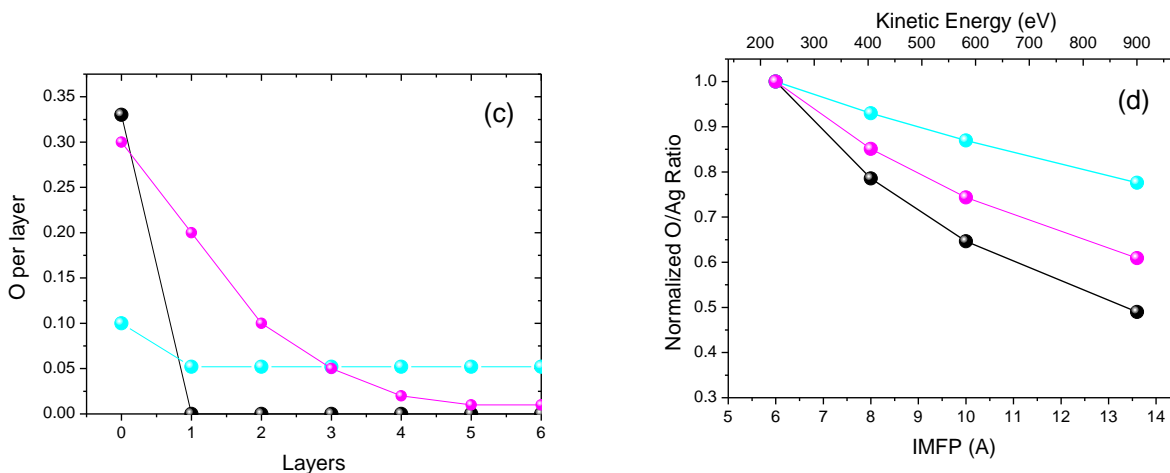 (c)
O per layer
0.35
0.30
0.25
0.20
0.15
0.10
0.05
0.00
0 1 2 3 4 5 6
Layers
Kinetic Energy (eV)
200 300 400 500 600 700 800 900
(d)
Normalized O/Ag Ratio
1.0
0.9
0.8
0.7
0.6
0.5
0.4
0.3
5 6 7 8 9 10 11 12 13 14
IMFP (A)